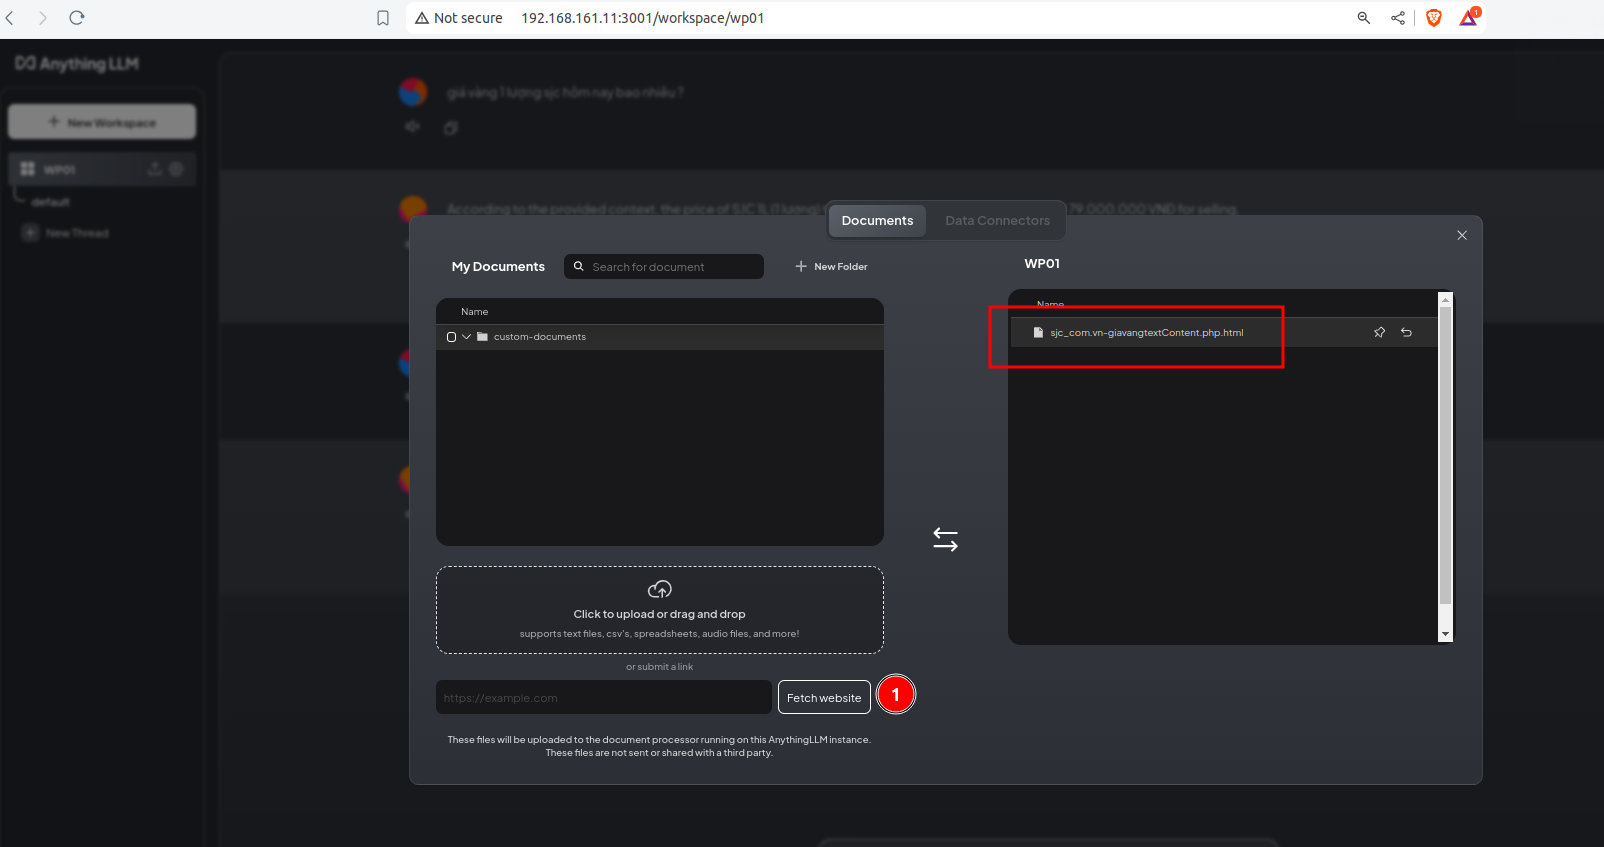 Not secure 192.168.161.11:3001/workspace/wp01
1
Anything LLM
giá vàng 1 lượng sjc hôm nay bao nhiêu ?
New Workspace
WP01
default
New Thread
According to the provided context, the price of SJC 1L (1 lượng)
79.000.000 VND for selling.
Documents
Data Connectors
My Documents
Search for document
New Folder
Name
custom-documents
Click to upload or drag and drop
supports text files, csv's, spreadsheets, audio files, and more!
or submit a link
https://example.com
Fetch website
1
These files will be uploaded to the document processor running on this AnythingLLM instance.
These files are not sent or shared with a third party.
WP01
Name
sjc_com.vn-giavangtextContent.php.html